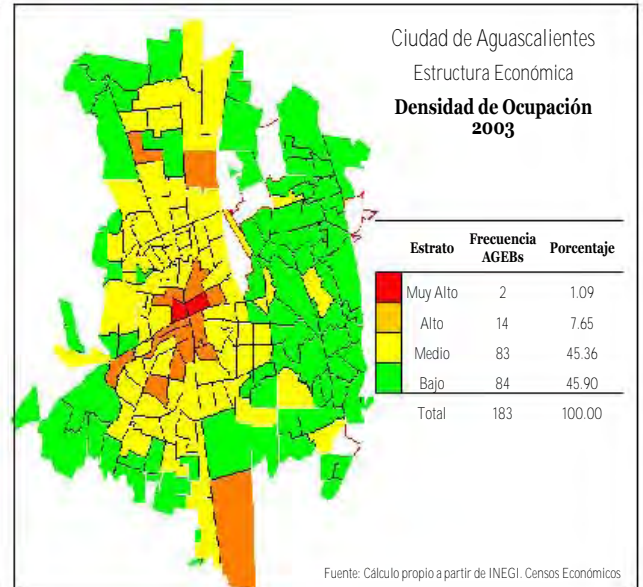 Ciudad de Aguascalientes
Estructura Económica
Densidad de Ocupación
2003
Estrato Frecuencia AGEBs Porcentaje
Muy Alto 2 1.09
Alto 14 7.65
Medio 83 45.36
Bajo 84 45.90
Total 183 100.00
Fuente: Cálculo propio a partir de INEGI. Censos Económicos